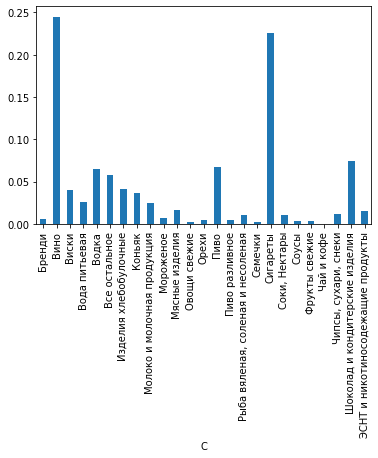 0.25
0.20
0.15
0.10
0.05
0.00
Бренди
Вино
Виски
Вода питьевая
Водка
Все остальное
Изделия хлебобулочные
Коньяк
Молоко и молочная продукция
Мороженое
Мясные изделия
Овощи свежие
Орехи
Пиво
Пиво разливное
Рыба вяленая, соленая и несоленая
Семечки
Сигареты
Соки, Нектары
Соусы
Фрукты свежие
Чай и кофе
Чипсы, сухари, снеки
Шоколад и кондитерские изделия
ЭСНТ и никотиносодежащие продукты
C